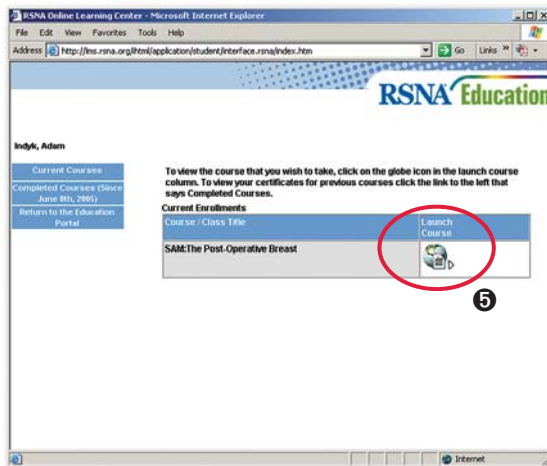 RSNA Online Learning Center - Microsoft Internet Explorer
File Edit View Favorites Tools Help
Address http://lms.rsna.org/lhtml/application/student/interface.rsna/index.htm Go Links »
RSNA Education
Indyk, Adam
Current Courses
Completed Courses (Since
June 8th, 2005)
Return to the Education
Portal
To view the course that you wish to take, click on the globe icon in the launch course
column. To view your certificates for previous courses click the link to the left that
says Completed Courses.
Current Enrollments
Course / Class Title Launch
Course
SAM:The Post-Operative Breast
5
Internet